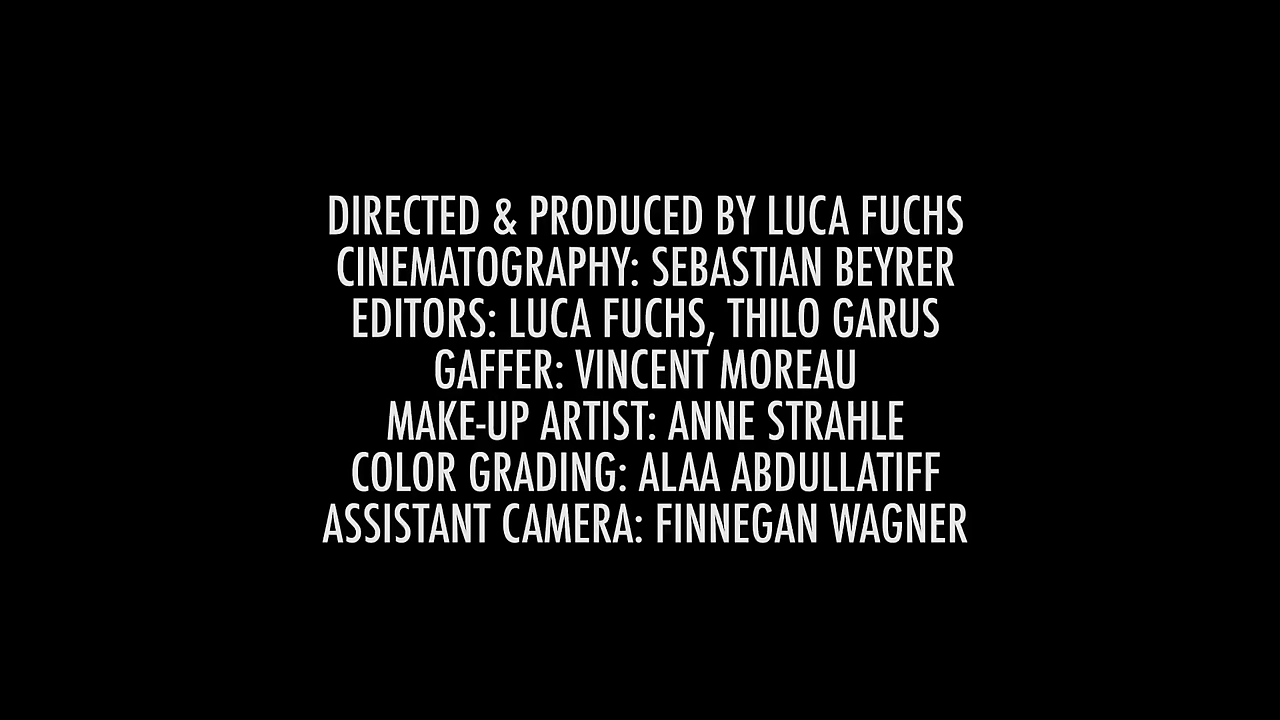 DIRECTED & PRODUCED BY LUCA FUCHS
CINEMATOGRAPHY: SEBASTIAN BEYRER
EDITORS: LUCA FUCHS, THILO GARUS
GAFFER: VINCENT MOREAU
MAKE-UP ARTIST: ANNE STRAHLE
COLOR GRADING: ALAA ABDULLATIFF
ASSISTANT CAMERA: FINNEGAN WAGNER